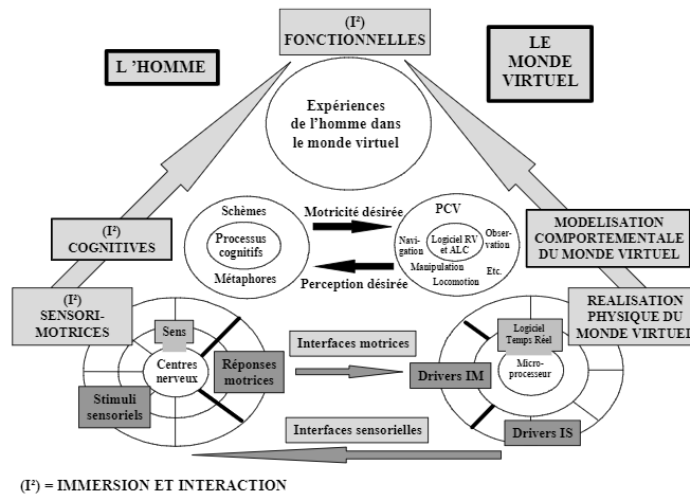 (I²)
FONCTIONNELLES
L ’HOMME
LE
MONDE
VIRTUEL
Expériences
de l’homme dans
le monde virtuel
Schèmes
Processus
cognitifs
Métaphores
Motricité désirée
Perception désirée
PCV
Navi-
gation
Logiciel RV
et ALC
Obser-
vation
Manipulation
Etc.
Locomotion
(I²)
COGNITIVES
MODELISATION
COMPORTEMENTALE
DU MONDE VIRTUEL
(I²)
SENSORI-
MOTRICES
REALISATION
PHYSIQUE DU
MONDE VIRTUEL
Sens
Centres
nerveux
Réponses
motrices
Stimuli
sensoriels
Interfaces motrices
Interfaces sensorielles
Logiciel
Temps Réel
Micro-
processeur
Drivers IM
Drivers IS
(I²) = IMMERSION ET INTERACTION